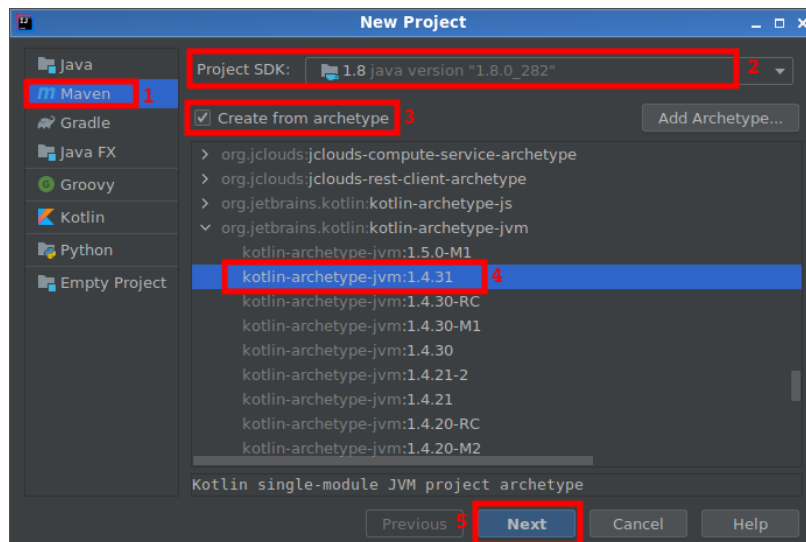 New Project
Java
Maven 1
Gradle
Java FX
Groovy
Kotlin
Python
Empty Project
Project SDK: 1.8 java version "1.8.0_282" 2
Create from archetype 3
Add Archetype...
org.jclouds:jclouds-compute-service-archetype
org.jclouds:jclouds-rest-client-archetype
org.jetbrains.kotlin:kotlin-archetype-js
org.jetbrains.kotlin:kotlin-archetype-jvm
kotlin-archetype-jvm:1.5.0-M1
kotlin-archetype-jvm:1.4.31 4
kotlin-archetype-jvm:1.4.30-RC
kotlin-archetype-jvm:1.4.30-M1
kotlin-archetype-jvm:1.4.30
kotlin-archetype-jvm:1.4.21-2
kotlin-archetype-jvm:1.4.21
kotlin-archetype-jvm:1.4.20-RC
kotlin-archetype-jvm:1.4.20-M2
Kotlin single-module JVM project archetype
Previous 5 Next Cancel Help